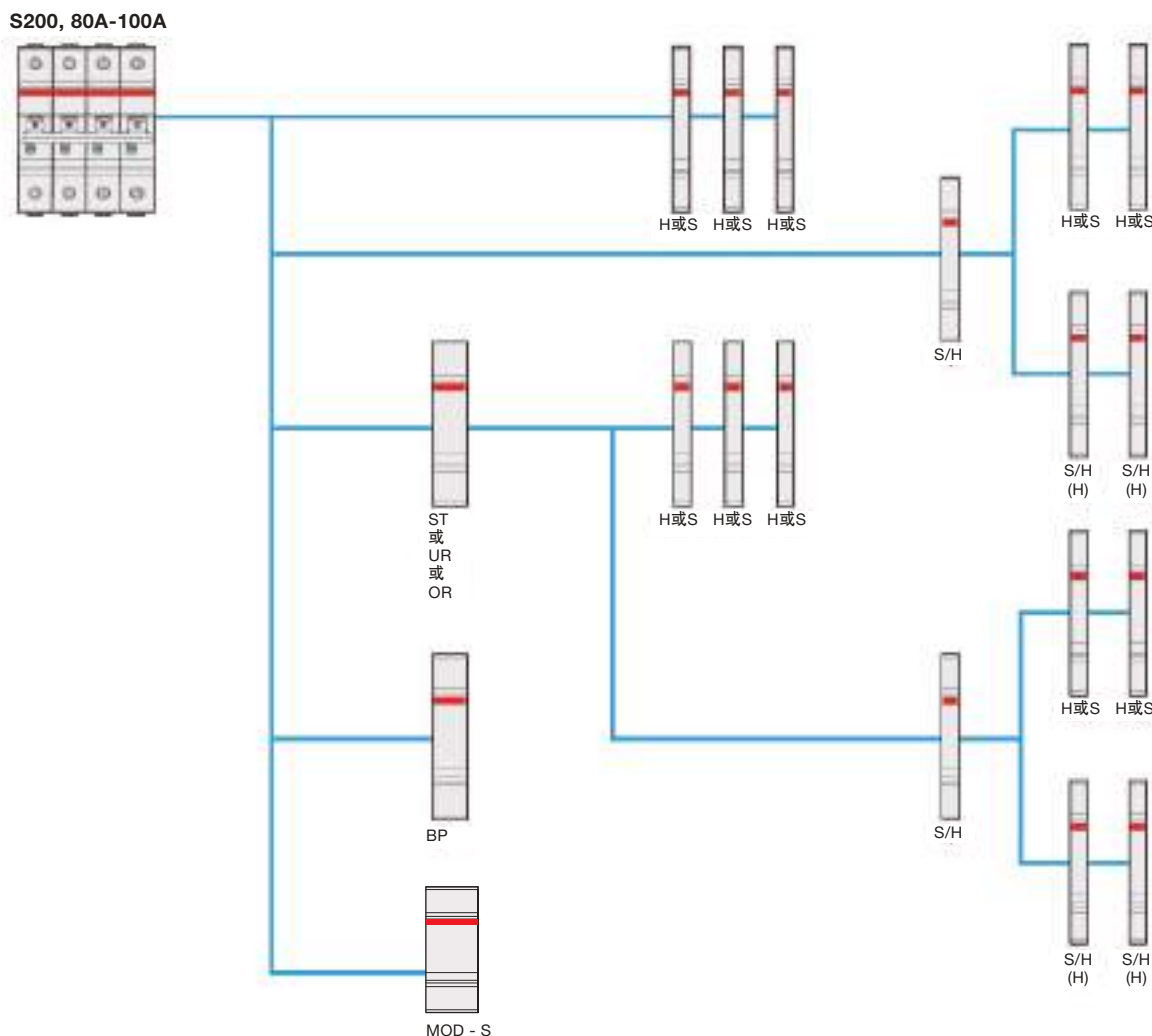 S200, 80A-100A
H或S H或S H或S
H或S H或S
S/H
S/H S/H
(H) (H)
ST
或
UR
或
OR
H或S H或S H或S
H或S H或S
BP
S/H
S/H S/H
(H) (H)
MOD - S